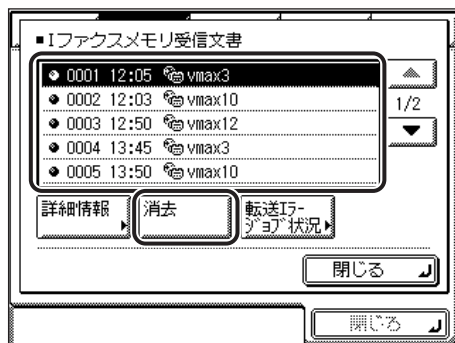 ■Iファクスメモリ受信文書
0001 12:05 vmax3
0002 12:03 vmax10
1/2
0003 12:50 vmax12
0004 13:45 vmax3
0005 13:50 vmax10
詳細情報 消去 転送エラー
ジョブ状況
閉じる
閉じる